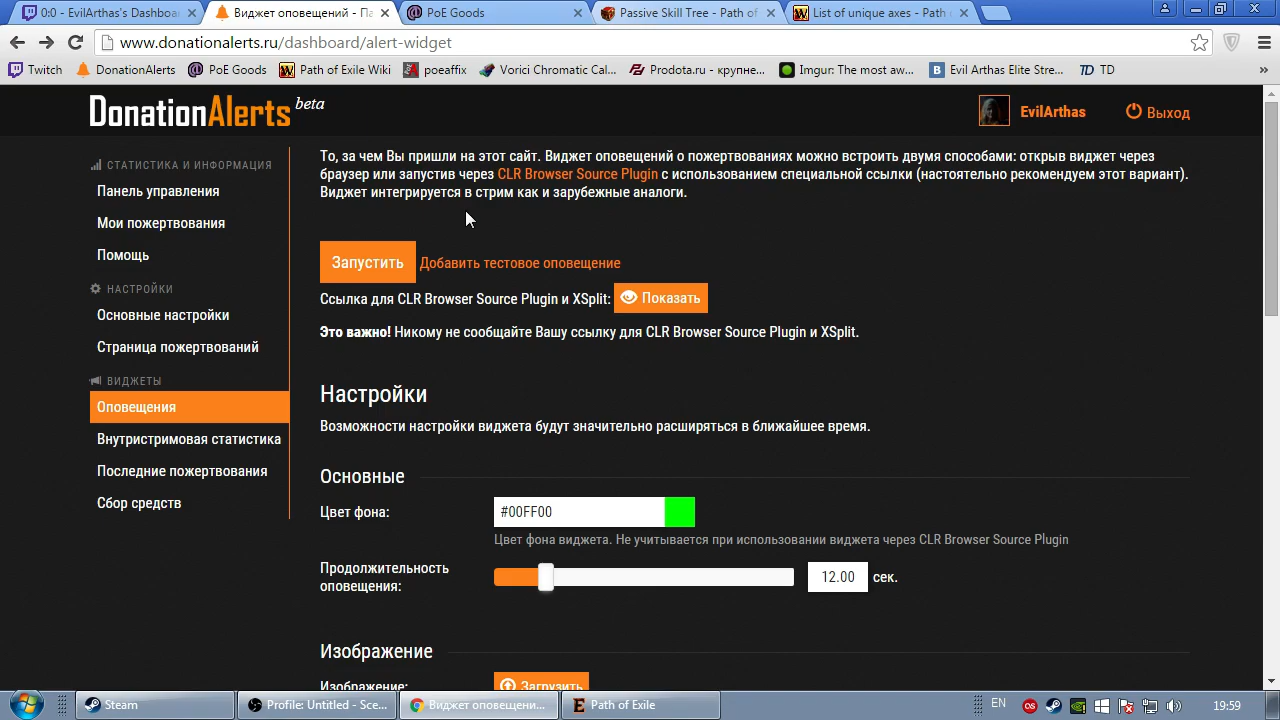 0:0 - EvilArthas's Dashboa
Виджет оповещений - Па
PoE Goods
Passive Skill Tree - Path of
List of unique axes - Path
www.donationalerts.ru/dashboard/alert-widget
Twitch
DonationAlerts
PoE Goods
Path of Exile Wiki
poeaffix
Vorici Chromatic Cal...
Prodota.ru - крупне...
Imgur: The most aw...
Evil Arthas Elite Stre...
TD
»
DonationAlerts beta
EvilArthas
Выход
СТАТИСТИКА И ИНФОРМАЦИЯ
Панель управления
Мои пожертвования
Помощь
НАСТРОЙКИ
Основные настройки
Страница пожертвований
ВИДЖЕТЫ
Оповещения
Внутристримовая статистика
Последние пожертвования
Сбор средств
То, за чем Вы пришли на этот сайт. Виджет оповещений о пожертвованиях можно встроить двумя способами: открыв виджет через
браузер или запустив через CLR Browser Source Plugin с использованием специальной ссылки (настоятельно рекомендуем этот вариант).
Виджет интегрируется в стрим как и зарубежные аналоги.
Запустить Добавить тестовое оповещение
Ссылка для CLR Browser Source Plugin и XSplit: Показать
Это важно! Никому не сообщайте Вашу ссылку для CLR Browser Source Plugin и XSplit.
Настройки
Возможности настройки виджета будут значительно расширяться в ближайшее время.
Основные
Цвет фона: #00FF00
Цвет фона виджета. Не учитывается при использовании виджета через CLR Browser Source Plugin
Продолжительность
оповещения:
12.00 сек.
Изображение
Изображение: Загрузить
Steam
Profile: Untitled - Sce...
Виджет оповещени...
Path of Exile
EN
19:59